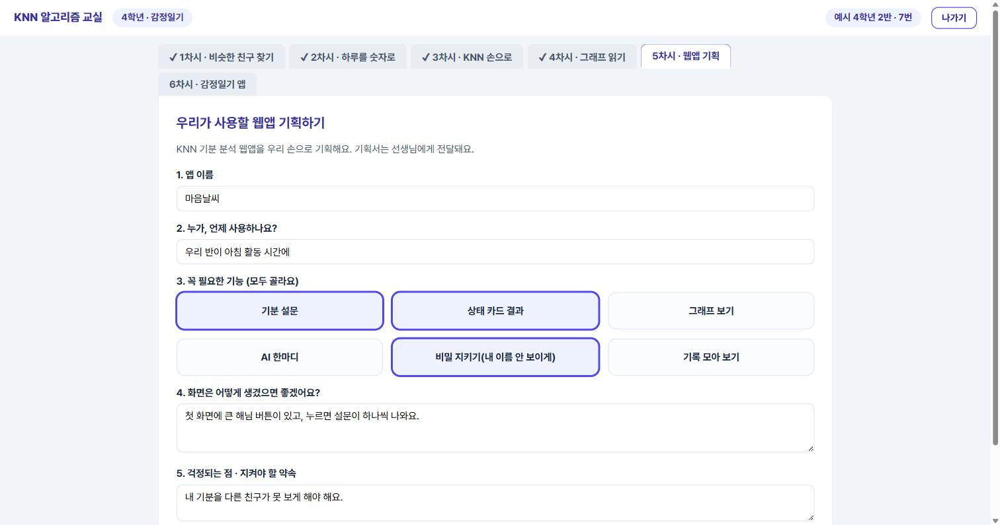 KNN 알고리즘 교실 4학년 · 감정일기 예시 4학년 2반 · 7번 나가기
✓ 1차시 · 비슷한 친구 찾기 ✓ 2차시 · 하루를 숫자로 ✓ 3차시 · KNN 손으로 ✓ 4차시 · 그래프 읽기 5차시 · 웹앱 기획
6차시 · 감정일기 앱
우리가 사용할 웹앱 기획하기
KNN 기분 분석 웹앱을 우리 손으로 기획해요. 기획서는 선생님에게 전달돼요.
1. 앱 이름
마음날씨
2. 누가, 언제 사용하나요?
우리 반이 아침 활동 시간에
3. 꼭 필요한 기능 (모두 골라요)
기분 설문 상태 카드 결과 그래프 보기
AI 한마디 비밀 지키기(내 이름 안 보이게) 기록 모아 보기
4. 화면은 어떻게 생겼으면 좋겠어요?
첫 화면에 큰 해님 버튼이 있고, 누르면 설문이 하나씩 나와요.
5. 걱정되는 점 · 지켜야 할 약속
내 기분을 다른 친구가 못 보게 해야 해요.